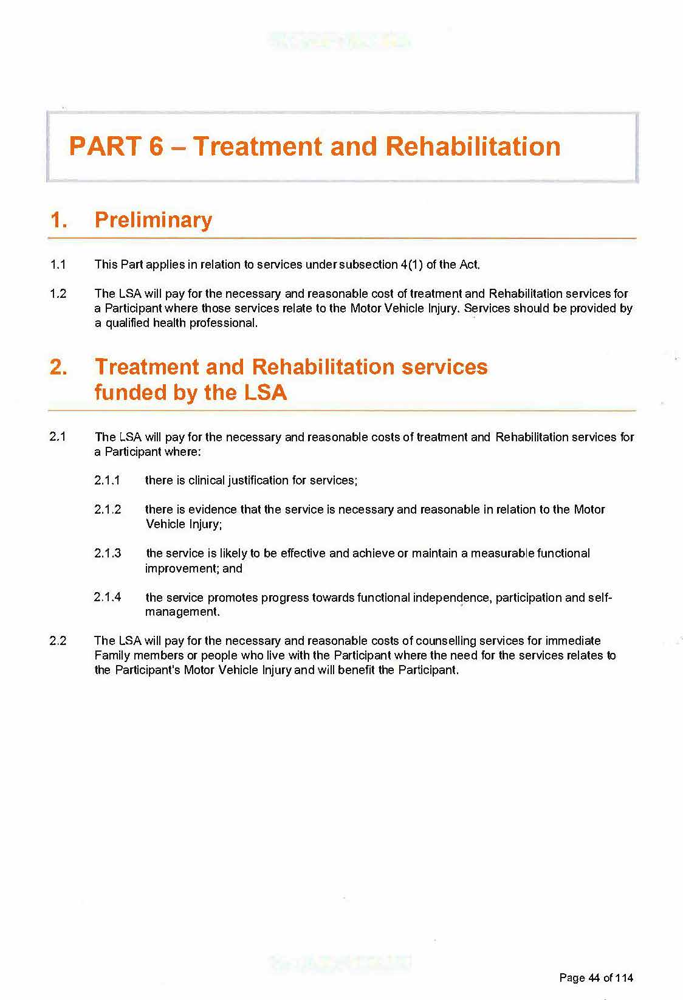 PART 6 – Treatment and Rehabilitation
1. Preliminary
1.1 This Part applies in relation to services under subsection 4(1) of the Act.
1.2 The LSA will pay for the necessary and reasonable cost of treatment and Rehabilitation services for
a Participant where those services relate to the Motor Vehicle Injury. Services should be provided by
a qualified health professional.
2. Treatment and Rehabilitation services
funded by the LSA
2.1 The LSA will pay for the necessary and reasonable costs of treatment and Rehabilitation services for
a Participant where:
2.1.1 there is clinical justification for services;
2.1.2 there is evidence that the service is necessary and reasonable in relation to the Motor
Vehicle Injury;
2.1.3 the service is likely to be effective and achieve or maintain a measurable functional
improvement; and
2.1.4 the service promotes progress towards functional independence, participation and self-
management.
2.2 The LSA will pay for the necessary and reasonable costs of counselling services for immediate
Family members or people who live with the Participant where the need for the services relates to
the Participant's Motor Vehicle Injury and will benefit the Participant.
Page 44 of 114